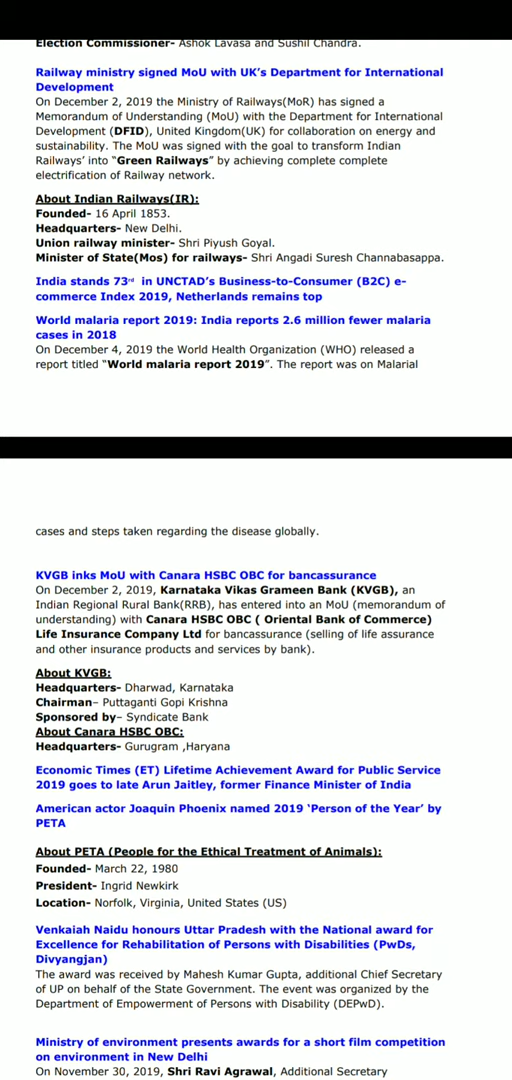 Election Commissioner- Ashok Lavasa and Sushil Chandra.
Railway ministry signed MoU with UK's Department for International
Development
On December 2, 2019 the Ministry of Railways(MoR) has signed a
Memorandum of Understanding (MoU) with the Department for International
Development (DFID), United Kingdom(UK) for collaboration on energy and
sustainability. The MoU was signed with the goal to transform Indian
Railways' into "Green Railways" by achieving complete complete
electrification of Railway network.
About Indian Railways(IR):
Founded- 16 April 1853.
Headquarters- New Delhi.
Union railway minister- Shri Piyush Goyal.
Minister of State(Mos) for railways- Shri Angadi Suresh Channabasappa.
India stands 73rd in UNCTAD's Business-to-Consumer (B2C) e-
commerce Index 2019, Netherlands remains top
World malaria report 2019: India reports 2.6 million fewer malaria
cases in 2018
On December 4, 2019 the World Health Organization (WHO) released a
report titled "World malaria report 2019". The report was on Malarial
cases and steps taken regarding the disease globally.
KVGB inks MoU with Canara HSBC OBC for bancassurance
On December 2, 2019, Karnataka Vikas Grameen Bank (KVGB), an
Indian Regional Rural Bank(RRB), has entered into an MoU (memorandum of
understanding) with Canara HSBC OBC ( Oriental Bank of Commerce)
Life Insurance Company Ltd for bancassurance (selling of life assurance
and other insurance products and services by bank).
About KVGB:
Headquarters- Dharwad, Karnataka
Chairman– Puttaganti Gopi Krishna
Sponsored by– Syndicate Bank
About Canara HSBC OBC:
Headquarters- Gurugram ,Haryana
Economic Times (ET) Lifetime Achievement Award for Public Service
2019 goes to late Arun Jaitley, former Finance Minister of India
American actor Joaquin Phoenix named 2019 'Person of the Year' by
PETA
About PETA (People for the Ethical Treatment of Animals):
Founded- March 22, 1980
President- Ingrid Newkirk
Location- Norfolk, Virginia, United States (US)
Venkaiah Naidu honours Uttar Pradesh with the National award for
Excellence for Rehabilitation of Persons with Disabilities (PwDs,
Divyangjan)
The award was received by Mahesh Kumar Gupta, additional Chief Secretary
of UP on behalf of the State Government. The event was organized by the
Department of Empowerment of Persons with Disability (DEPwD).
Ministry of environment presents awards for a short film competition
on environment in New Delhi
On November 30, 2019, Shri Ravi Agrawal, Additional Secretary